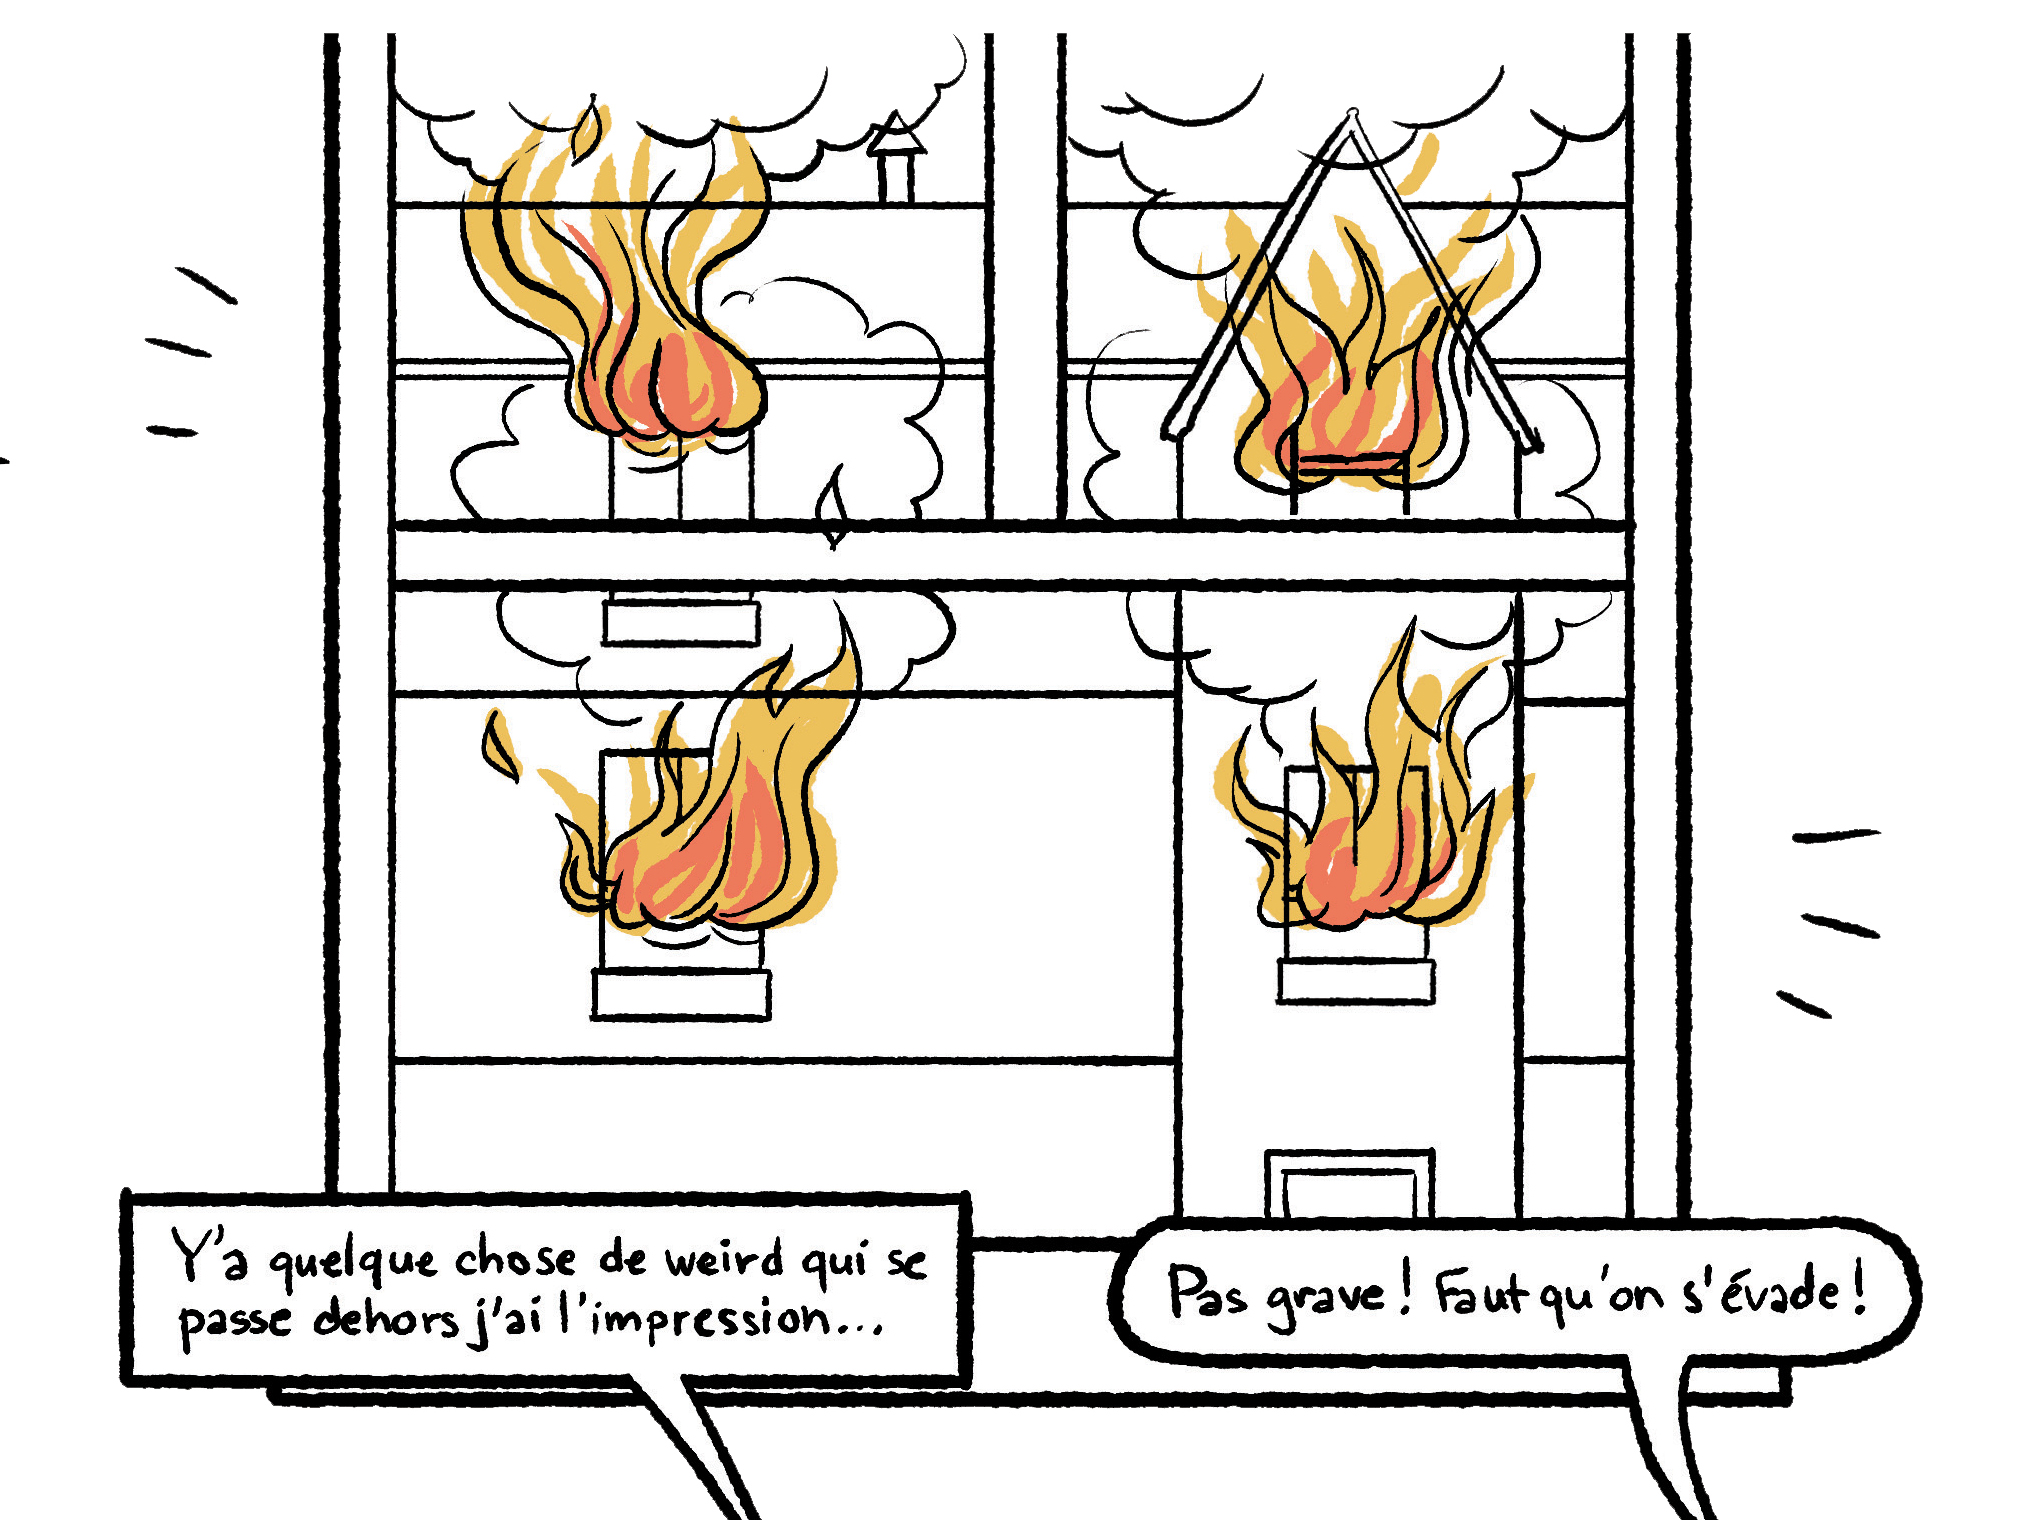 Y'a quelque chose de weird qui se
passe dehors j'ai l'impression...
Pas grave! Faut qu'on s'évade!